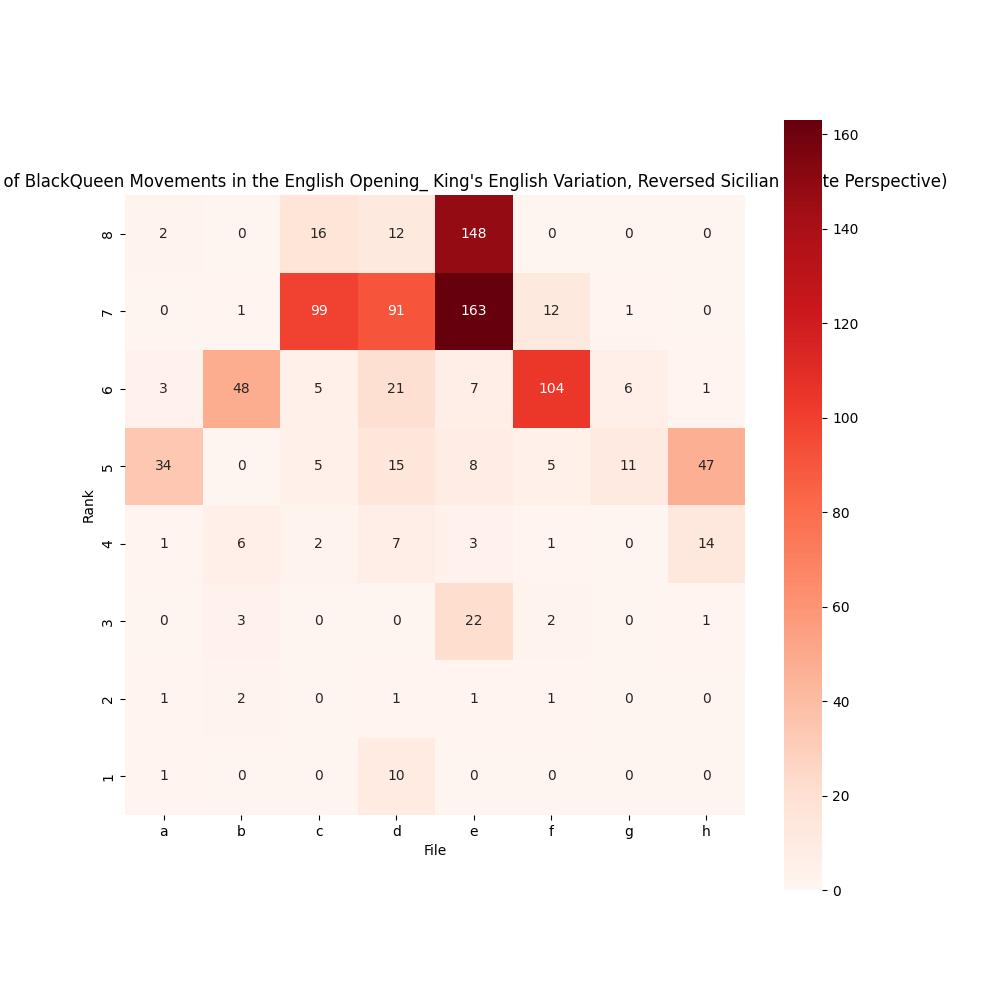 of BlackQueen Movements in the English Opening_ King's English Variation, Reversed Sicilian te Perspective)
160
140
120
100
80
60
40
20
0
8 2 0 16 12 148 0 0 0
7 0 1 99 91 163 12 1 0
6 3 48 5 21 7 104 6 1
5 34 0 5 15 8 5 11 47
4 1 6 2 7 3 1 0 14
3 0 3 0 0 22 2 0 1
2 1 2 0 1 1 1 0 0
1 1 0 0 10 0 0 0 0
Rank
a b c d e f g h
File